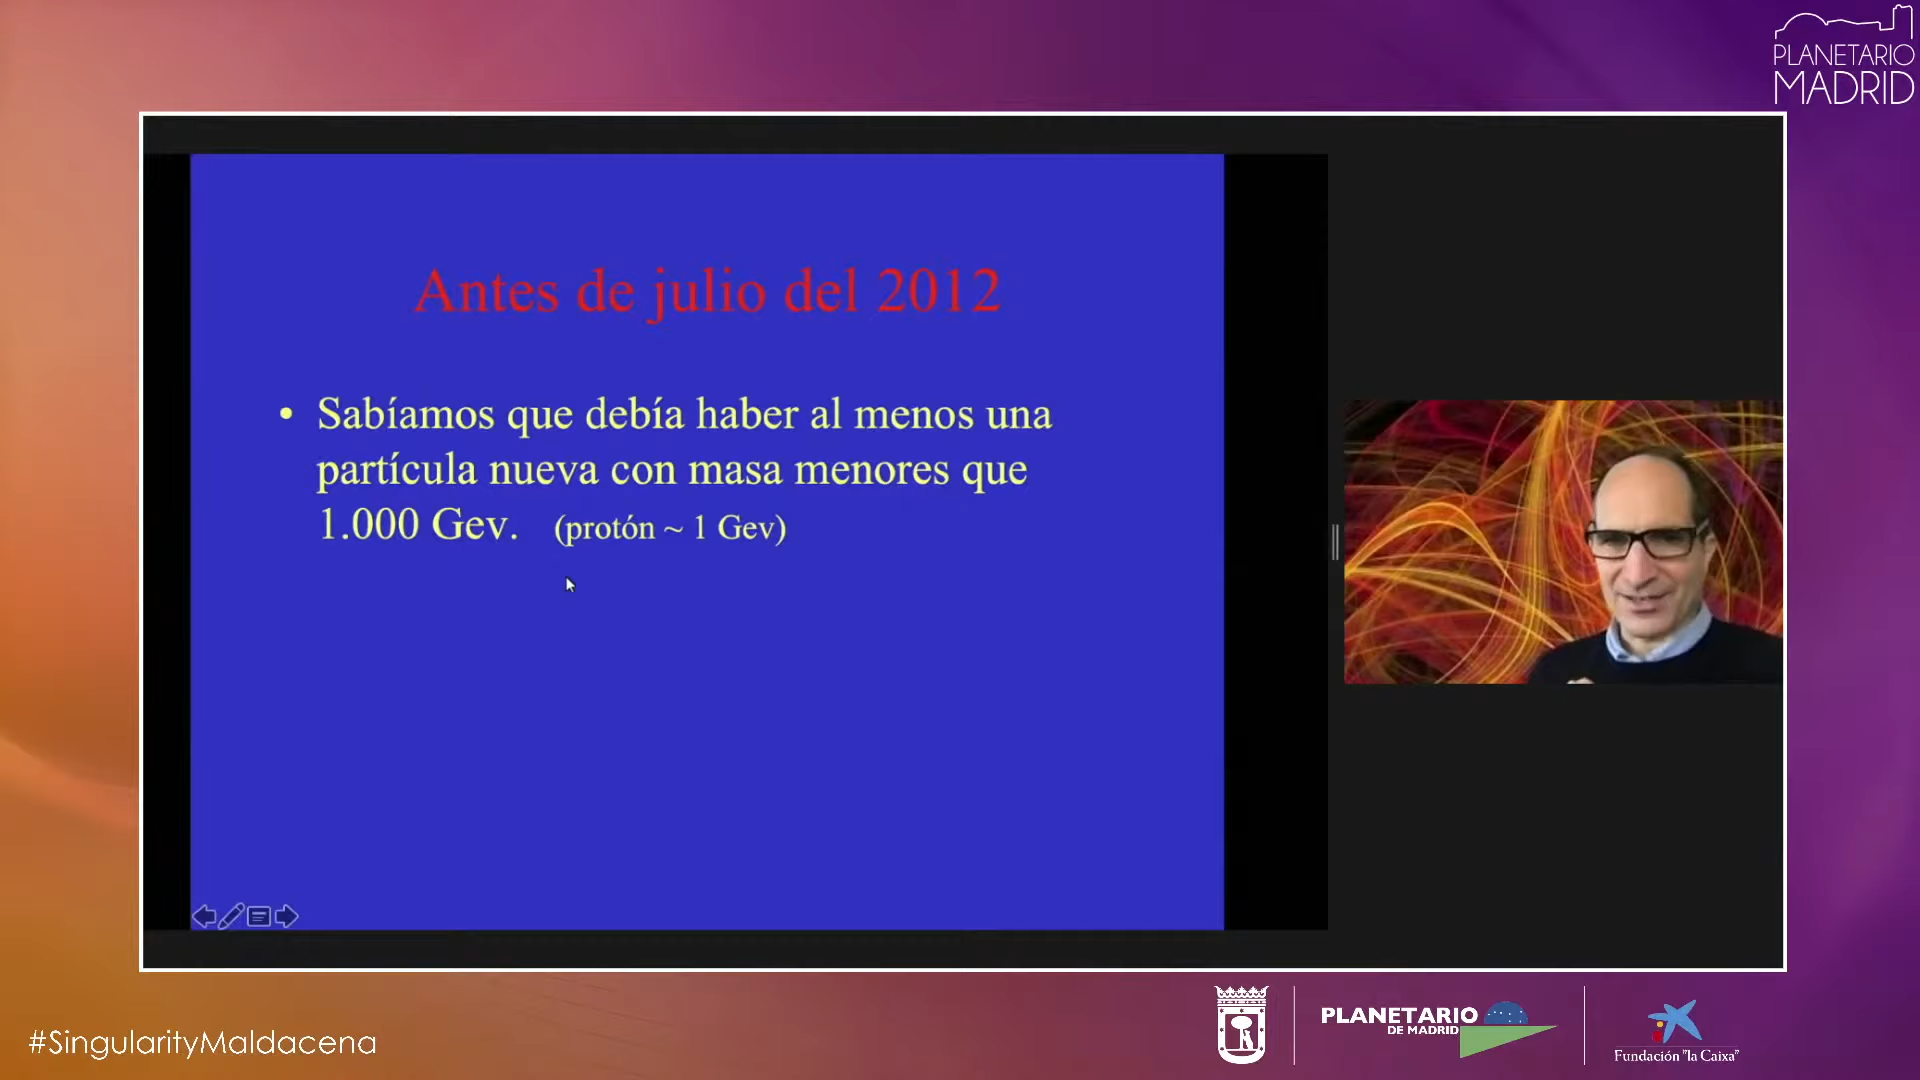 PLANETARIO
MADRID
Antes de julio del 2012
• Sabíamos que debía haber al menos una
partícula nueva con masa menores que
1.000 Gev. (protón ~ 1 Gev)
#SingularityMaldacena
PLANETARIO
DE MADRID
Fundación "la Caixa"